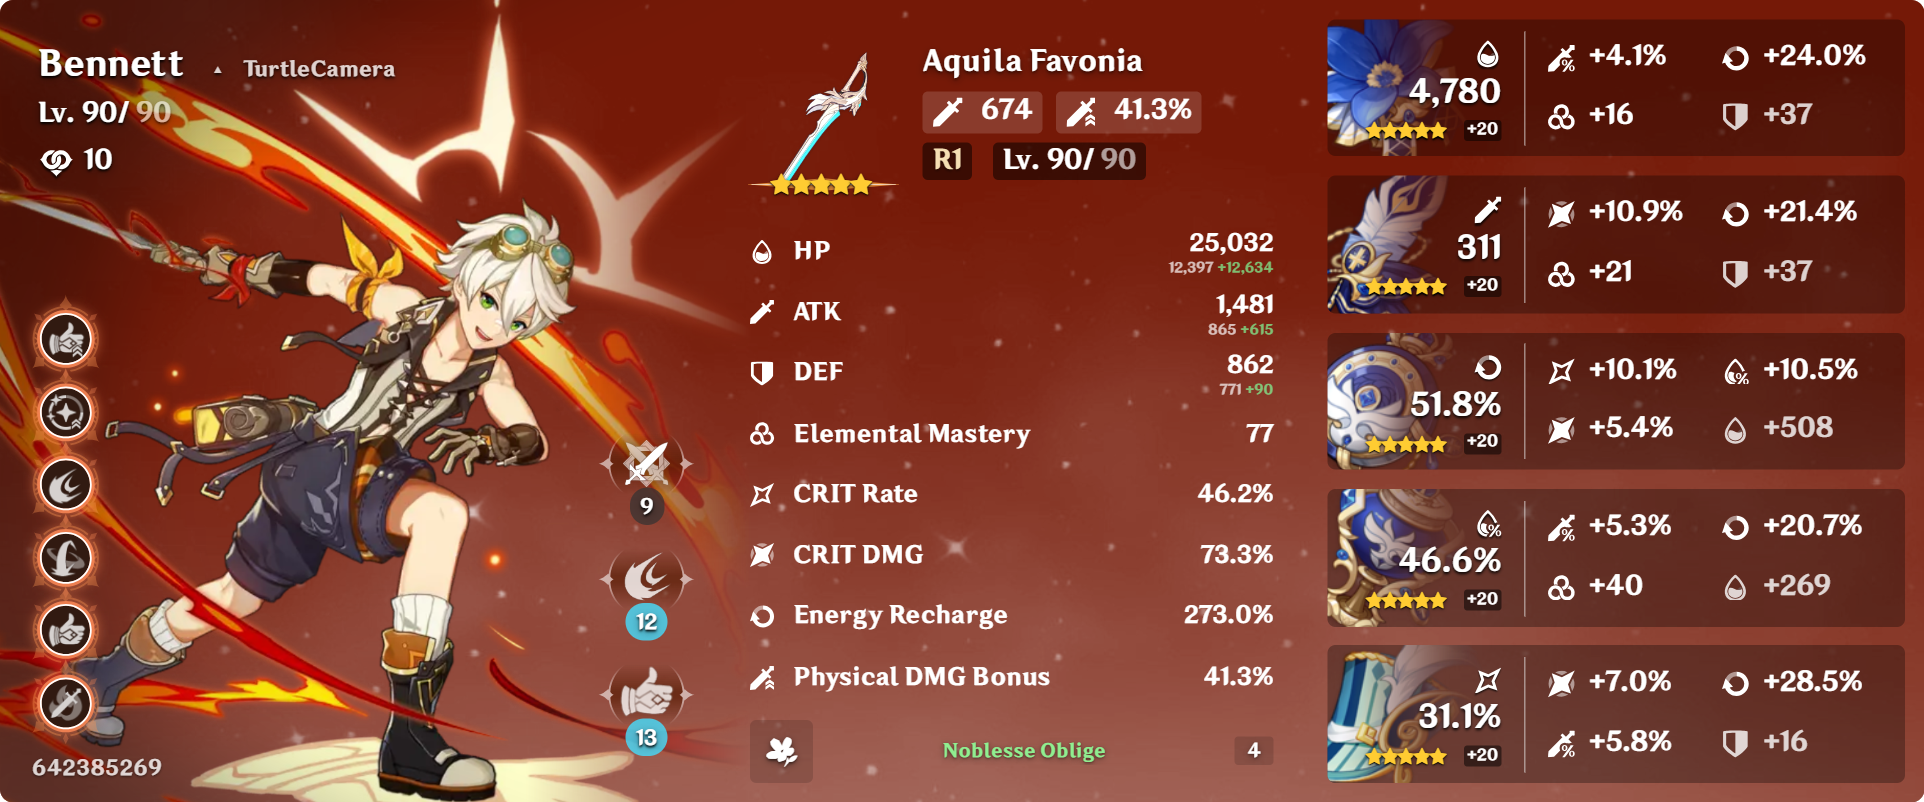 Bennett ▲ TurtleCamera
Lv. 90/ 90
10
9
12
13
642385269
Aquila Favonia
674 41.3%
R1 Lv. 90/ 90
HP 25,032
12,397 +12,634
ATK 1,481
865 +615
DEF 862
771 +90
Elemental Mastery 77
CRIT Rate 46.2%
CRIT DMG 73.3%
Energy Recharge 273.0%
Physical DMG Bonus 41.3%
Noblesse Oblige 4
4,780
+20
+4.1% +24.0%
+16 +37
311
+20
+10.9% +21.4%
+21 +37
51.8%
+20
+10.1% +10.5%
+5.4% +508
46.6%
+20
+5.3% +20.7%
+40 +269
31.1%
+20
+7.0% +28.5%
+5.8% +16